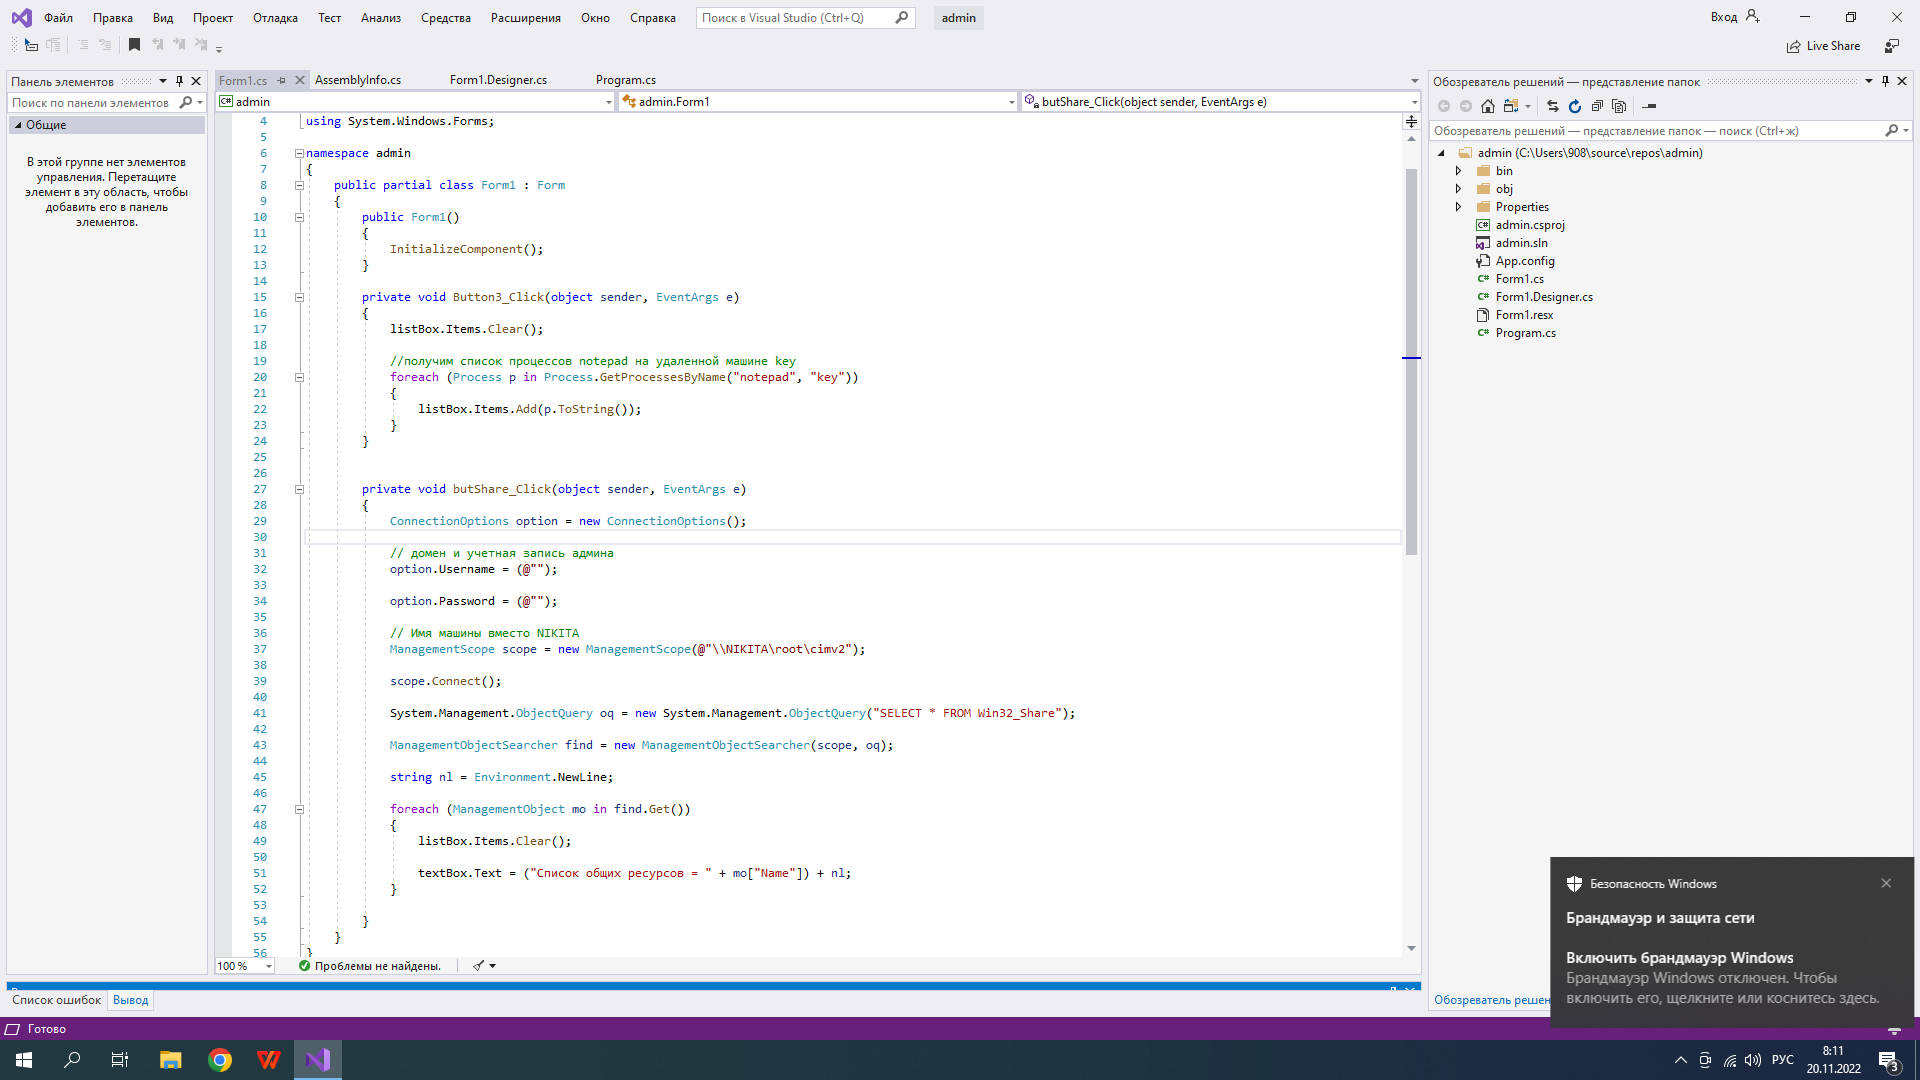 Файл Правка Вид Проект Отладка Тест Анализ Средства Расширения Окно Справка Поиск в Visual Studio (Ctrl+Q) admin Вход
Live Share
Панель элементов
Поиск по панели элементов
Общие
В этой группе нет элементов
управления. Перетащите
элемент в эту область, чтобы
добавить его в панель
элементов.
Form1.cs AssemblyInfo.cs Form1.Designer.cs Program.cs
admin admin.Form1 butShare_Click(object sender, EventArgs e)
4 using System.Windows.Forms;
5
6 namespace admin
7 {
8 public partial class Form1 : Form
9 {
10 public Form1()
11 {
12 InitializeComponent();
13 }
14
15 private void Button3_Click(object sender, EventArgs e)
16 {
17 listBox.Items.Clear();
18
19 //получим список процессов notepad на удаленной машине key
20 foreach (Process p in Process.GetProcessesByName("notepad", "key"))
21 {
22 listBox.Items.Add(p.ToString());
23 }
24 }
25
26
27 private void butShare_Click(object sender, EventArgs e)
28 {
29 ConnectionOptions option = new ConnectionOptions();
30
31 // домен и учетная запись админа
32 option.Username = (@"");
33
34 option.Password = (@"");
35
36 // Имя машины вместо NIKITA
37 ManagementScope scope = new ManagementScope(@"\\NIKITA\root\cimv2");
38
39 scope.Connect();
40
41 System.Management.ObjectQuery oq = new System.Management.ObjectQuery("SELECT * FROM Win32_Share");
42
43 ManagementObjectSearcher find = new ManagementObjectSearcher(scope, oq);
44
45 string nl = Environment.NewLine;
46
47 foreach (ManagementObject mo in find.Get())
48 {
49 listBox.Items.Clear();
50
51 textBox.Text = ("Список общих ресурсов = " + mo["Name"]) + nl;
52 }
53
54 }
55 }
56 }
100 % Проблемы не найдены.
Обозреватель решений — представление папок
Обозреватель решений — представление папок — поиск (Ctrl+ж)
admin (C:\Users\908\source\repos\admin)
bin
obj
Properties
admin.csproj
admin.sln
App.config
C# Form1.cs
C# Form1.Designer.cs
Form1.resx
C# Program.cs
Обозреватель решен
Безопасность Windows
Брандмауэр и защита сети
Включить брандмауэр Windows
Брандмауэр Windows отключен. Чтобы
включить его, щелкните или коснитесь здесь.
Список ошибок Вывод
Готово
РУС
8:11
20.11.2022
3